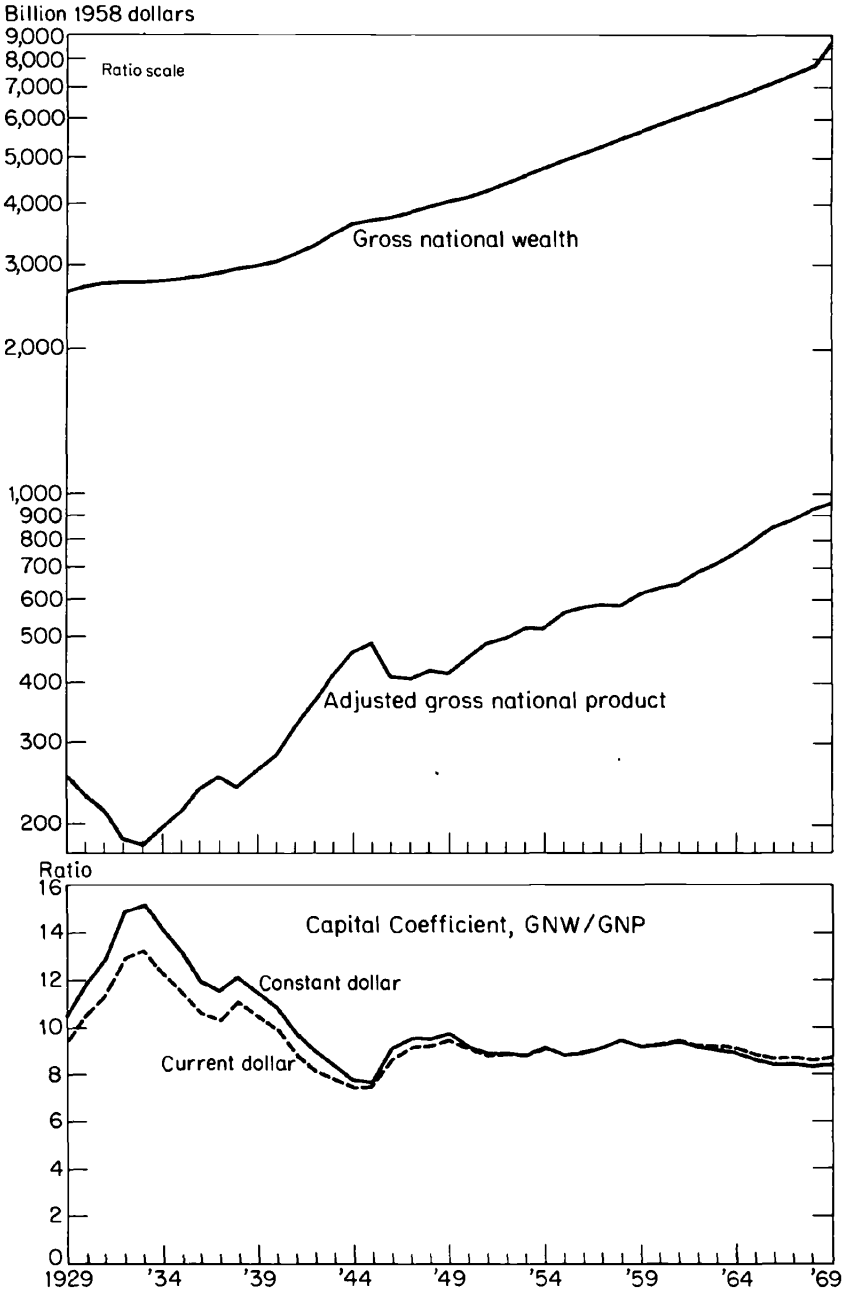 Billion 1958 dollars
9,000
8,000
7,000
6,000
5,000
4,000
3,000
2,000
1,000
900
800
700
600
500
400
300
200
Ratio scale
Gross national wealth
Adjusted gross national product
Ratio
16
14
12
10
8
6
4
2
0
Capital Coefficient, GNW/GNP
Constant dollar
Current dollar
1929 '34 '39 '44 '49 '54 '59 '64 '69